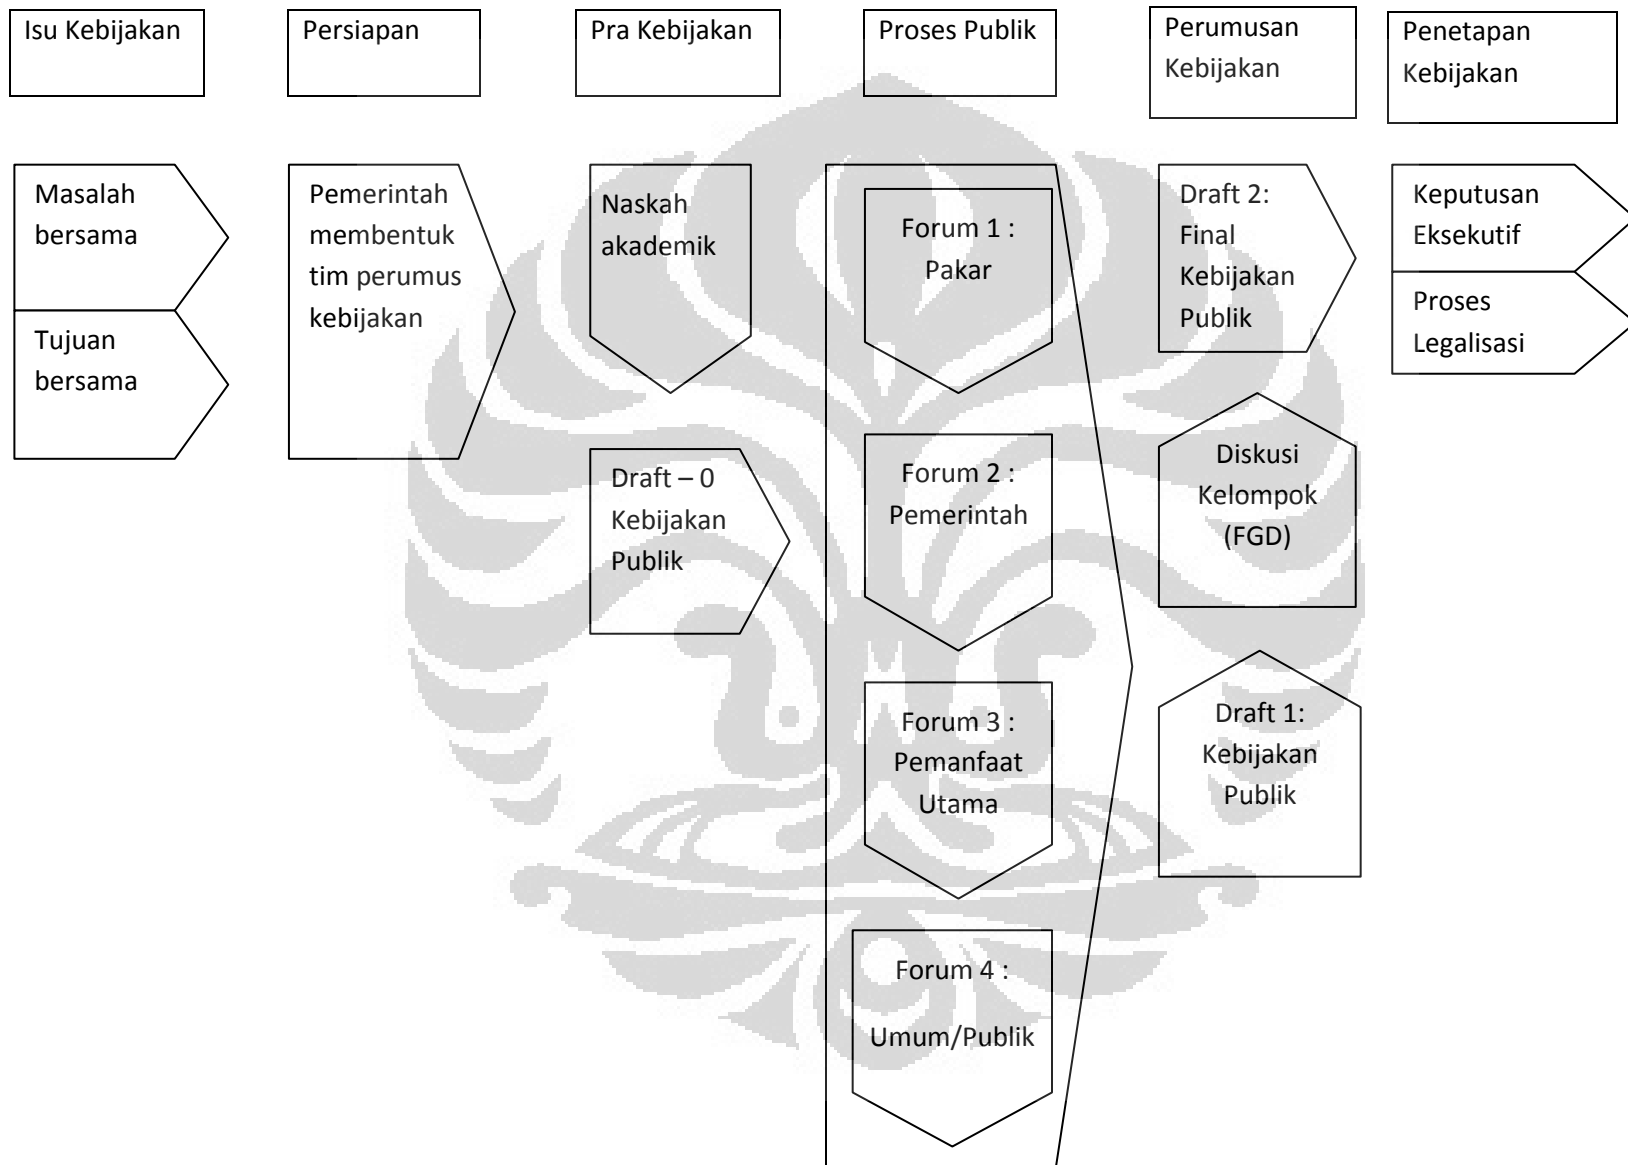 Isu Kebijakan
Persiapan
Pra Kebijakan
Proses Publik
Perumusan
Kebijakan
Penetapan
Kebijakan
Masalah
bersama
Tujuan
bersama
Pemerintah
membentuk
tim perumus
kebijakan
Naskah
akademik
Draft – 0
Kebijakan
Publik
Forum 1 :
Pakar
Forum 2 :
Pemerintah
Forum 3 :
Pemanfaat
Utama
Forum 4 :
Umum/Publik
Draft 2:
Final
Kebijakan
Publik
Diskusi
Kelompok
(FGD)
Draft 1:
Kebijakan
Publik
Keputusan
Eksekutif
Proses
Legalisasi